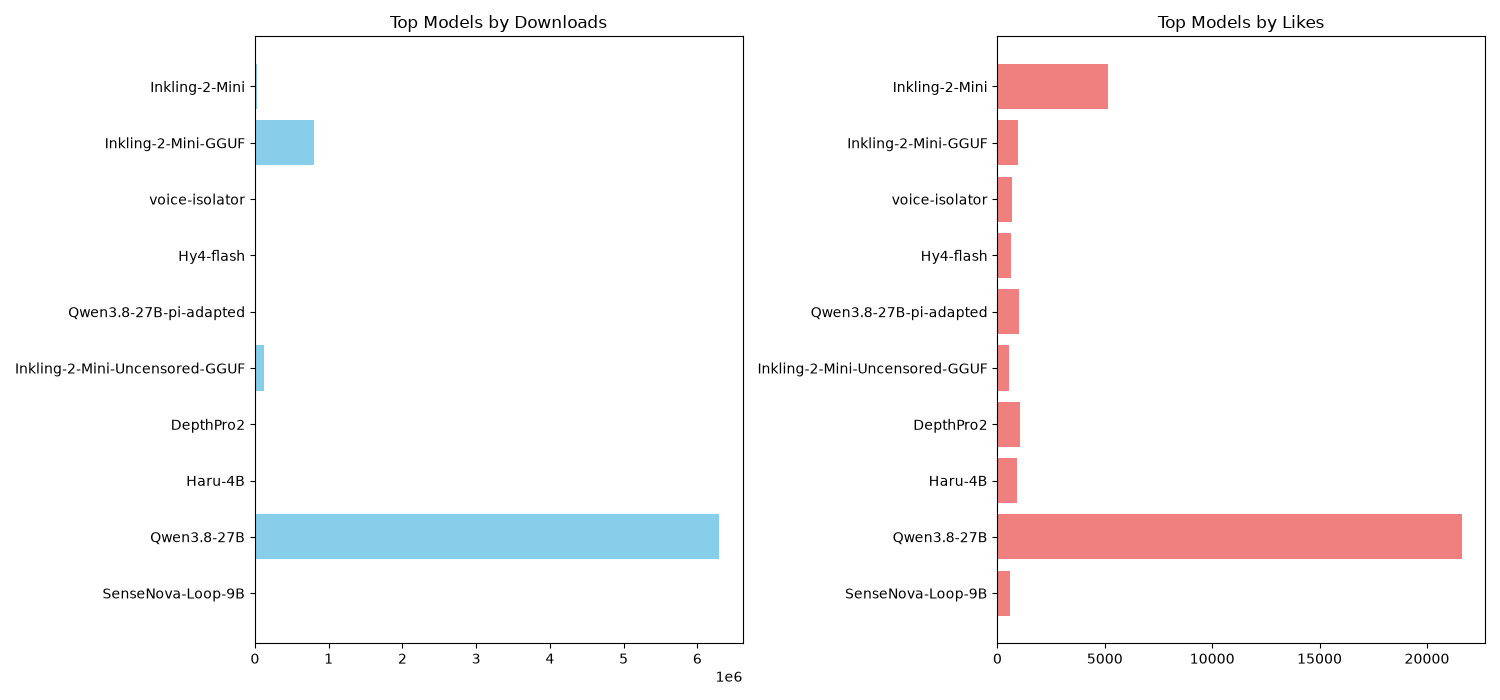 Top Models by Downloads
Inkling-2-Mini
Inkling-2-Mini-GGUF
voice-isolator
Hy4-flash
Qwen3.8-27B-pi-adapted
Inkling-2-Mini-Uncensored-GGUF
DepthPro2
Haru-4B
Qwen3.8-27B
SenseNova-Loop-9B
0 1 2 3 4 5 6
1e6
Top Models by Likes
Inkling-2-Mini
Inkling-2-Mini-GGUF
voice-isolator
Hy4-flash
Qwen3.8-27B-pi-adapted
Inkling-2-Mini-Uncensored-GGUF
DepthPro2
Haru-4B
Qwen3.8-27B
SenseNova-Loop-9B
0 5000 10000 15000 20000